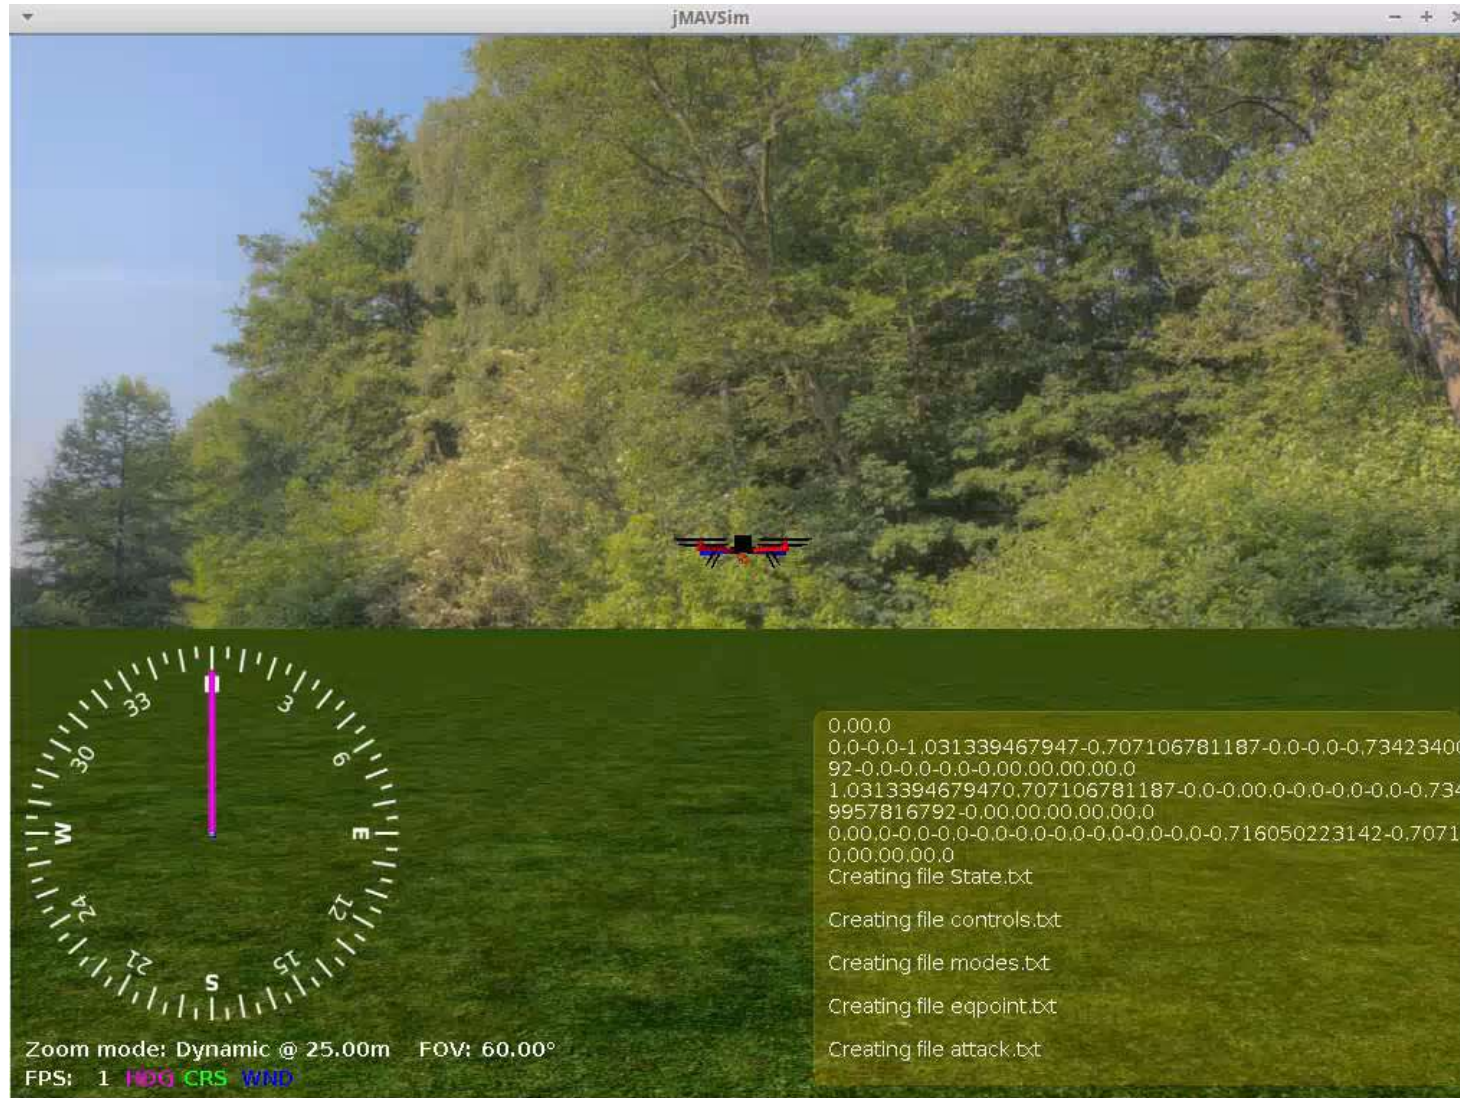 jMAVSim
33
3
30
6
W
E
24
12
21
15
S
0.00.0
0.0-0.0-1.031339467947-0.707106781187-0.0-0.0-0.73423400
92-0.0-0.0-0.0-0.00.00.00.00.0
1.0313394679470.707106781187-0.0-0.00.0-0.0-0.0-0.0-0.734
9957816792-0.00.00.00.00.00.0
0.00.0-0.0-0.0-0.0-0.0-0.0-0.0-0.0-0.0-0.716050223142-0.7071
0.00.00.00.0
Creating file State.txt
Creating file controls.txt
Creating file modes.txt
Creating file eqpoint.txt
Creating file attack.txt
Zoom mode: Dynamic @ 25.00m FOV: 60.00°
FPS: 1 HDG CRS WND